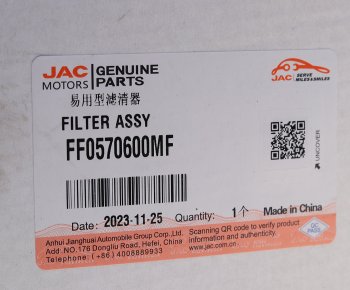 JAC MOTORS GENUINE PARTS
JAC SERVE MILES&SMILES
易用型滤清器
FILTER ASSY
FF0570600MF
UNCOVER
Date: 2023-11-25 Quantity: 1个 Made in China
Anhui Jianghuai Automobile Group Corp.,Ltd.
Add.:NO.176 Dongliu Road, Hefei, China
Telephone: (+86) 4008889933
Scanning QR code to verify product
information and authenticity.
www.jac.com.cn
QC
PASS